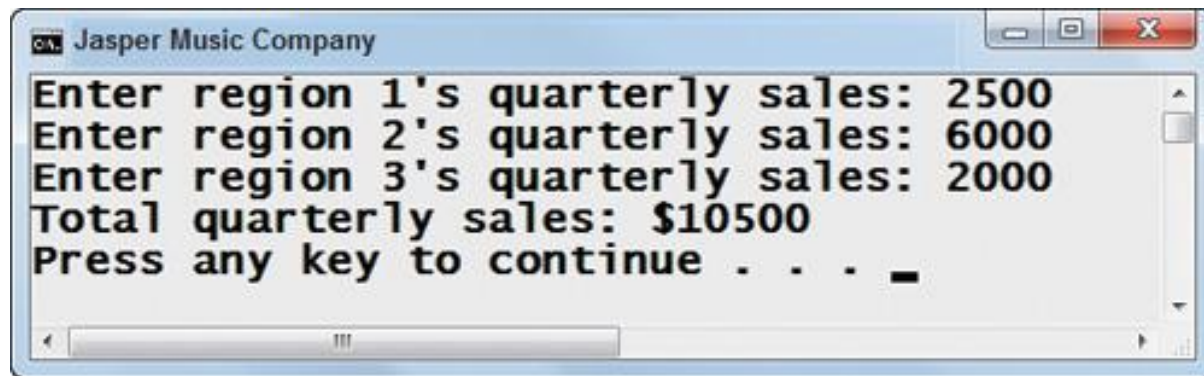 Jasper Music Company
Enter region 1's quarterly sales: 2500
Enter region 2's quarterly sales: 6000
Enter region 3's quarterly sales: 2000
Total quarterly sales: $10500
Press any key to continue . . . _